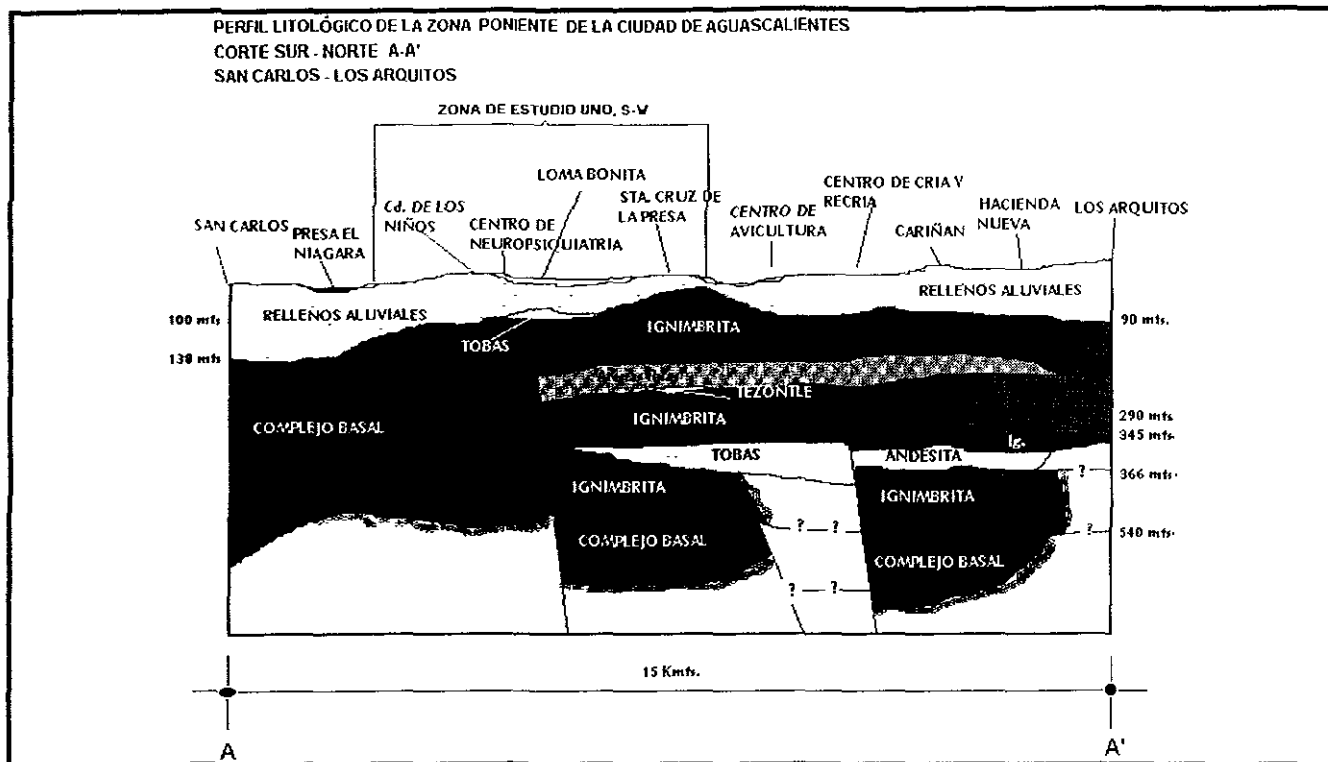 PERFIL LITOLÓGICO DE LA ZONA PONIENTE DE LA CIUDAD DE AGUASCALIENTES
CORTE SUR - NORTE A-A'
SAN CARLOS - LOS ARQUITOS
ZONA DE ESTUDIO UNO, S-W
SAN CARLOS
PRESA EL
NIAGARA
Cd. DE LOS
NIÑOS
CENTRO DE
NEUROPSIQUIATRIA
LOMA BONITA
STA. CRUZ DE
LA PRESA
CENTRO DE
AVICULTURA
CENTRO DE CRIA Y
RECRIA
CARIÑAN
HACIENDA
NUEVA
LOS ARQUITOS
RELLENOS ALUVIALES
RELLENOS ALUVIALES
100 mts
130 mts
90 mts.
290 mts
345 mts.
366 mts.
540 mts.
TOBAS
IGNIMBRITA
TEZONTLE
IGNIMBRITA
COMPLEJO BASAL
TOBAS
ANDESITA
Ig.
IGNIMBRITA
IGNIMBRITA
COMPLEJO BASAL
COMPLEJO BASAL
?
? ?
?
? ?
15 Kmts.
A
A'